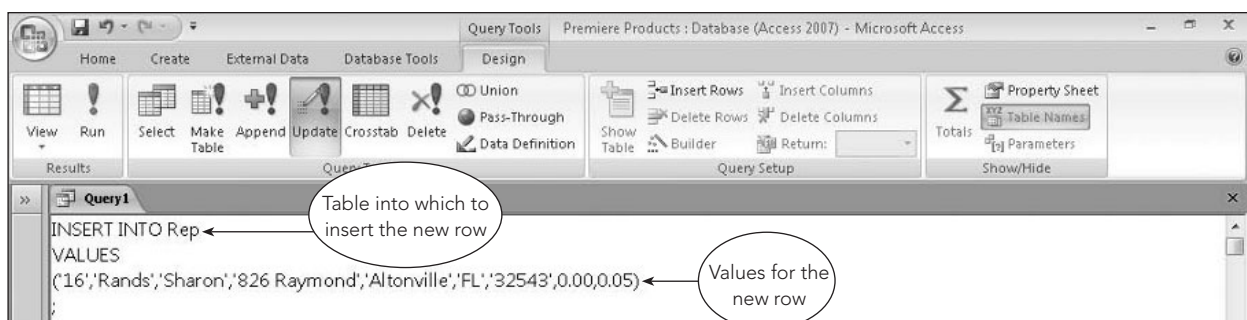 Query Tools Premiere Products : Database (Access 2007) - Microsoft Access
Home Create External Data Database Tools Design
View
Run
Select
Make Table
Append
Update
Crosstab
Delete
Union
Pass-Through
Data Definition
Show Table
Insert Rows
Delete Rows
Builder
Insert Columns
Delete Columns
Return:
Σ
Totals
Property Sheet
XYZ
Table Names
Parameters
Results
Query Setup
Show/Hide
» Query1 x
Table into which to
insert the new row
INSERT INTO Rep
VALUES
('16','Rands','Sharon','826 Raymond','Altonville','FL','32543',0.00,0.05)
;
Values for the
new row